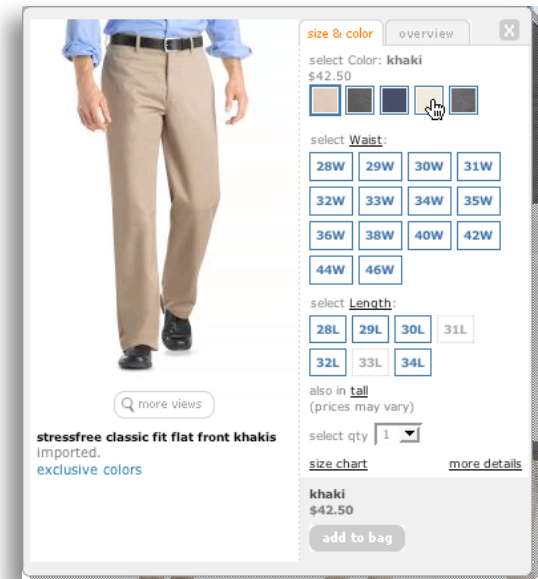 size & color overview X
select Color: khaki
$42.50
select Waist:
28W 29W 30W 31W
32W 33W 34W 35W
36W 38W 40W 42W
44W 46W
select Length:
28L 29L 30L 31L
32L 33L 34L
also in tall
(prices may vary)
select qty 1
size chart more details
khaki
$42.50
add to bag
more views
stressfree classic fit flat front khakis
imported.
exclusive colors